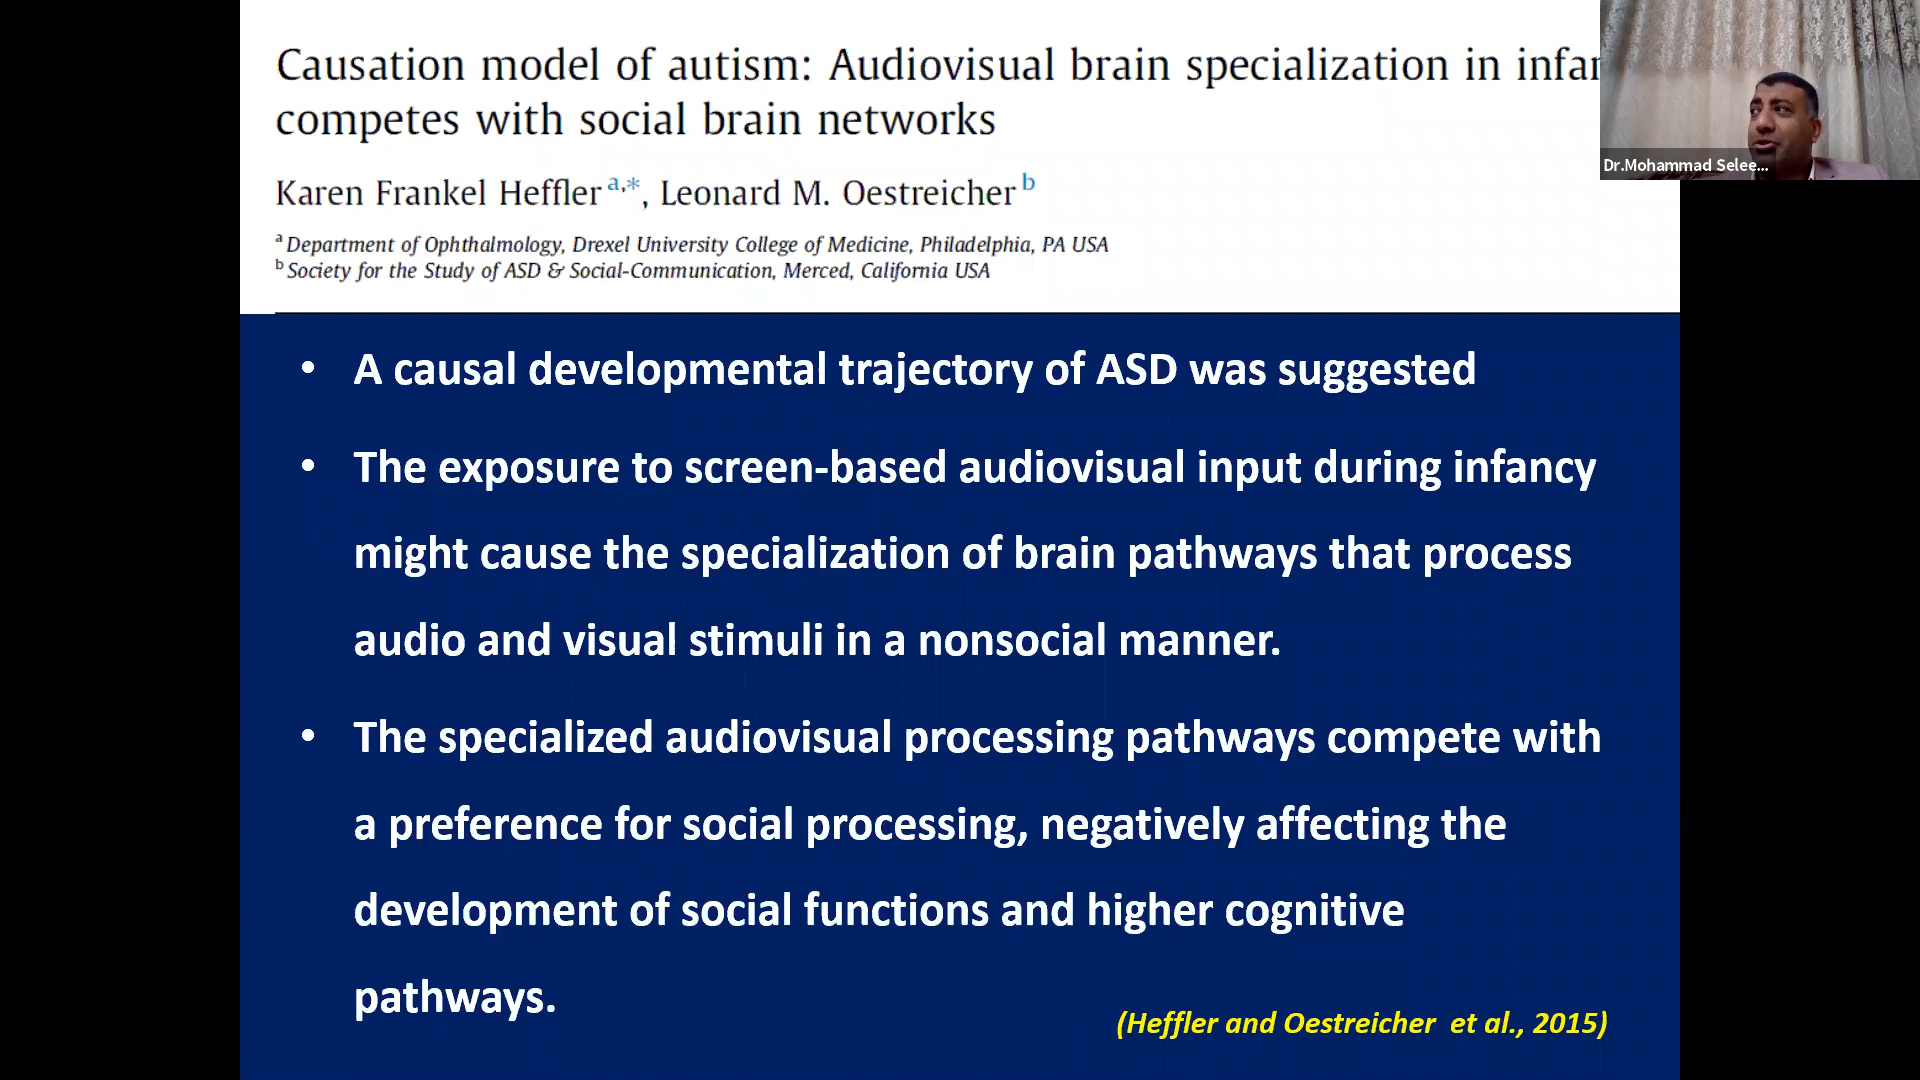 Causation model of autism: Audiovisual brain specialization in infan
competes with social brain networks
Karen Frankel Heffler a,*, Leonard M. Oestreicher b
a Department of Ophthalmology, Drexel University College of Medicine, Philadelphia, PA USA
b Society for the Study of ASD & Social-Communication, Merced, California USA
Dr.Mohammad Selee...
• A causal developmental trajectory of ASD was suggested
• The exposure to screen-based audiovisual input during infancy
might cause the specialization of brain pathways that process
audio and visual stimuli in a nonsocial manner.
• The specialized audiovisual processing pathways compete with
a preference for social processing, negatively affecting the
development of social functions and higher cognitive
pathways.
(Heffler and Oestreicher et al., 2015)